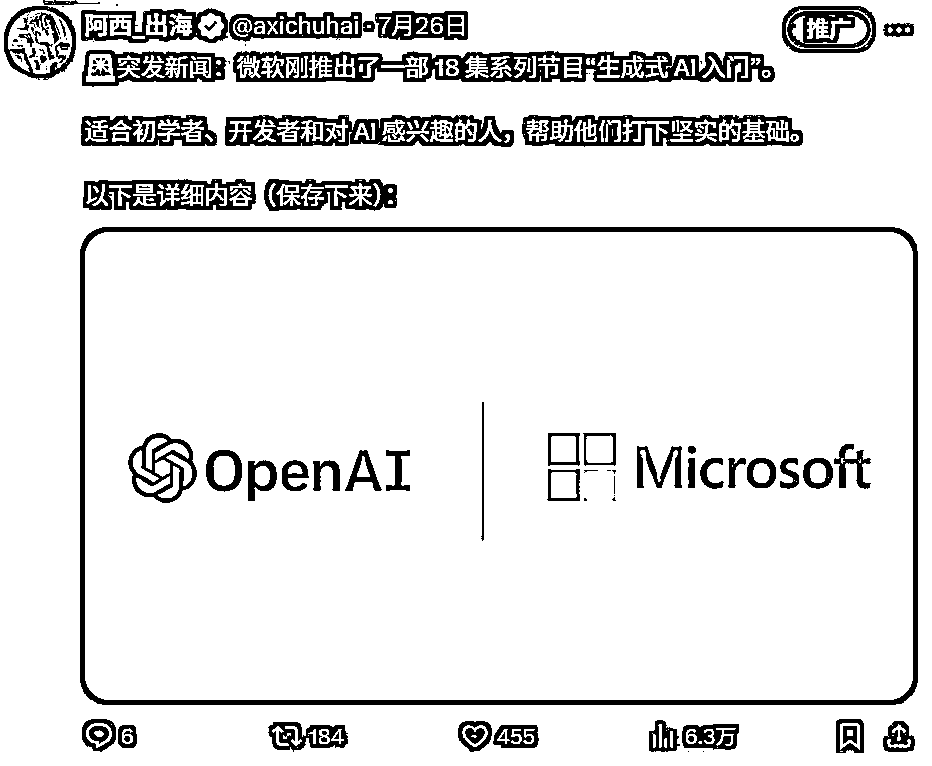 阿西_出海 @axichuhai · 7月26日
推广
突发新闻：微软刚推出了一部 18 集系列节目“生成式 AI 入门”。
适合初学者、开发者和对 AI 感兴趣的人，帮助他们打下坚实的基础。
以下是详细内容（保存下来）：
OpenAI
Microsoft
6 184 455 6.3万